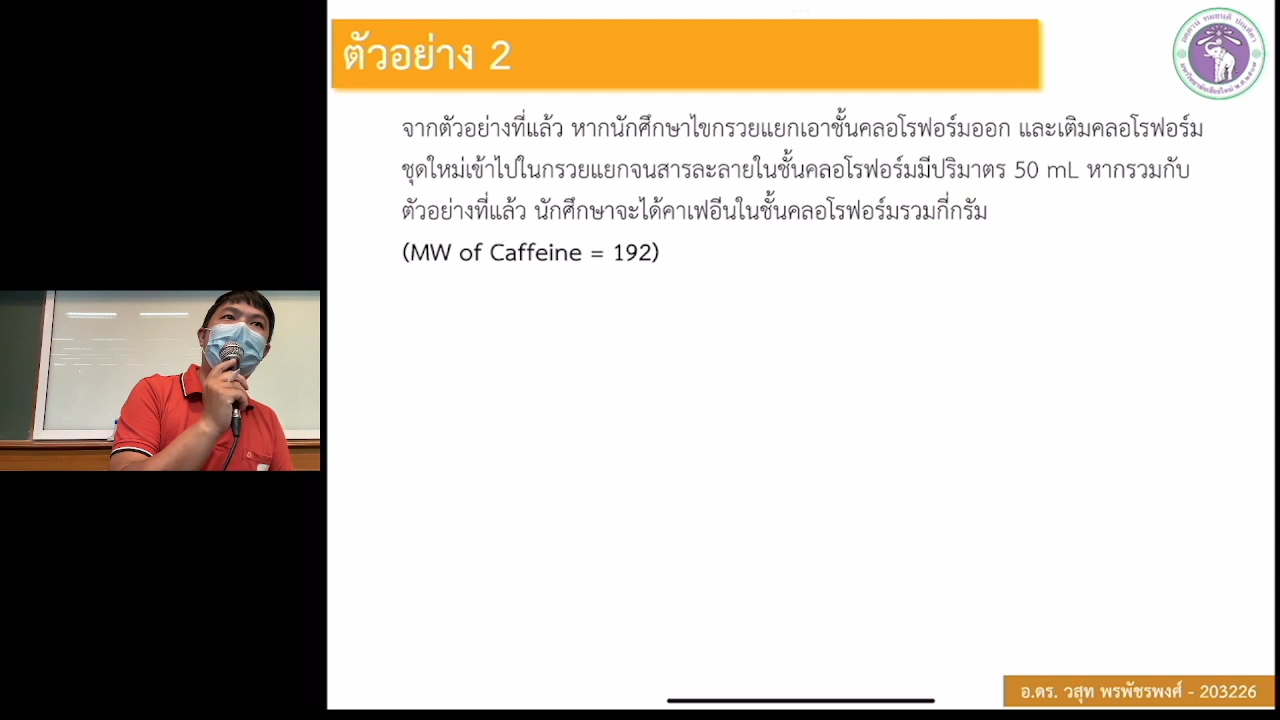 ตัวอย่าง 2
จากตัวอย่างที่แล้ว หากนักศึกษาไขกรวยแยกเอาชั้นคลอโรฟอร์มออก และเติมคลอโรฟอร์ม
ชุดใหม่เข้าไปในกรวยแยกจนสารละลายในชั้นคลอโรฟอร์มมีปริมาตร 50 mL หากรวมกับ
ตัวอย่างที่แล้ว นักศึกษาจะได้คาเฟอีนในชั้นคลอโรฟอร์มรวมกี่กรัม
(MW of Caffeine = 192)
อ.ดร. วสุท พรพัชรพงศ์ - 203226